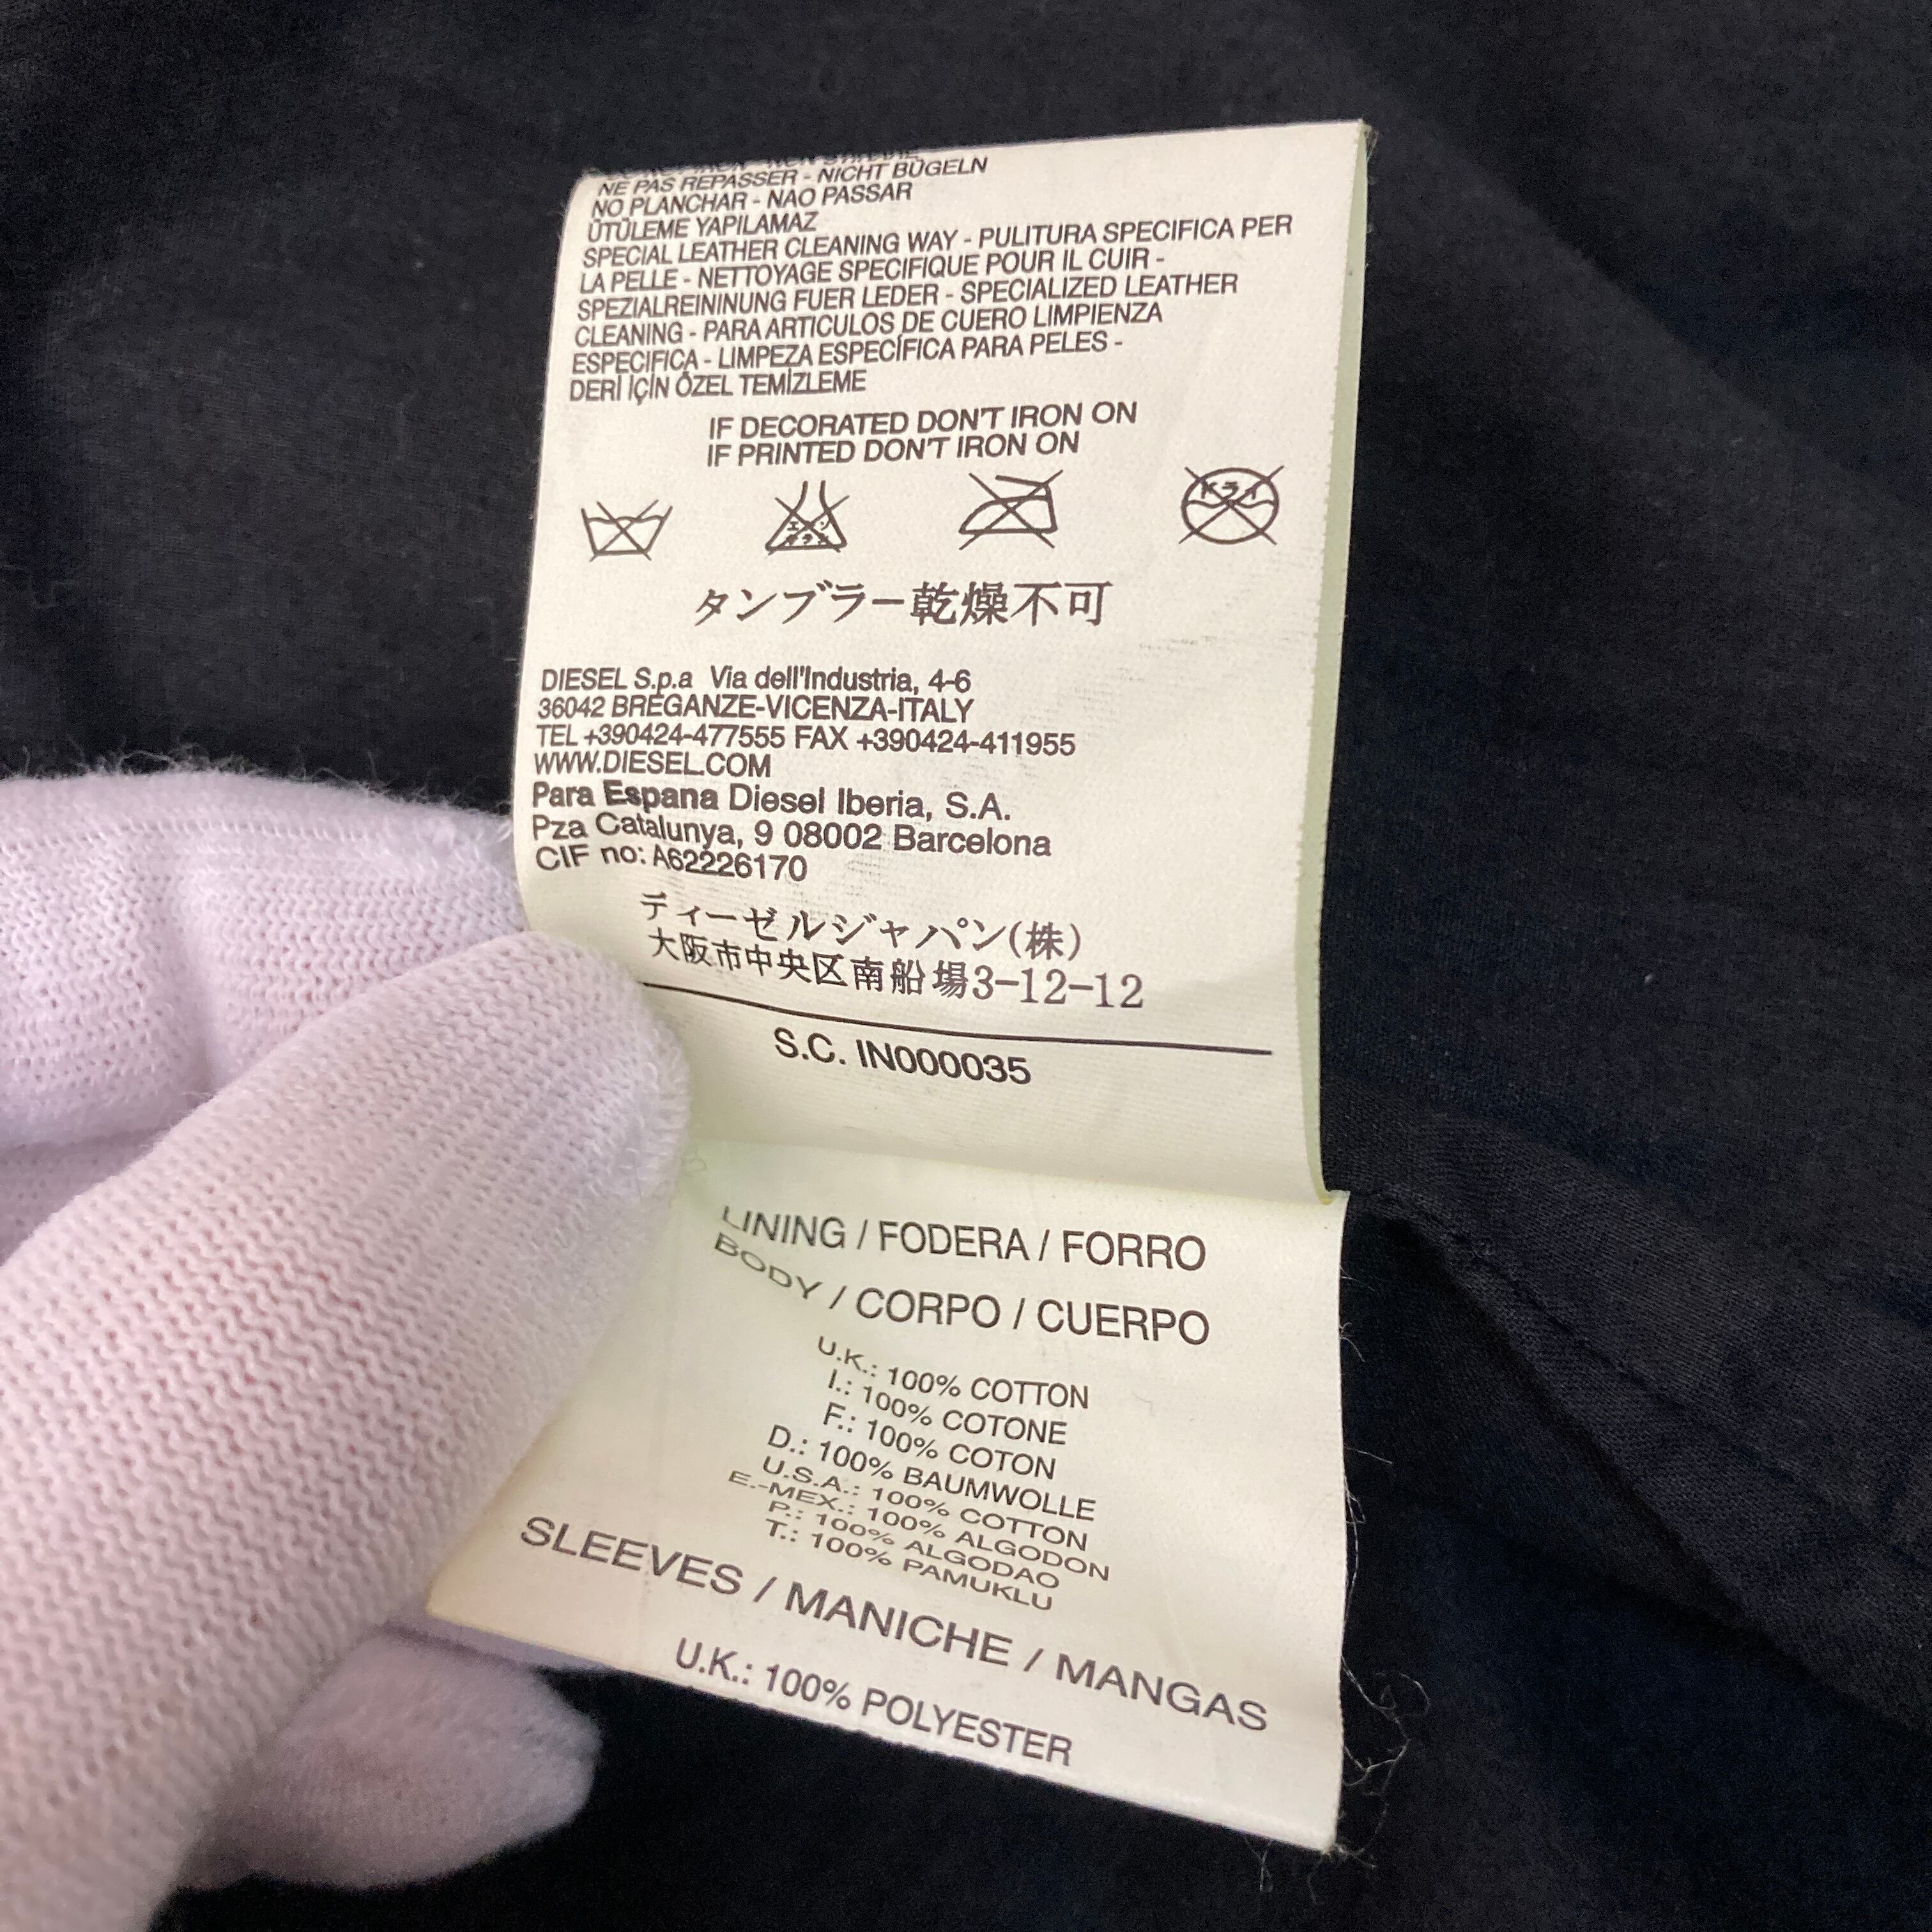 NE PAS REPASSER - NICHT BÜGELN
NO PLANCHAR - NAO PASSAR
ÜTÜLEME YAPILAMAZ
SPECIAL LEATHER CLEANING WAY - PULITURA SPECIFICA PER
LA PELLE - NETTOYAGE SPECIFIQUE POUR IL CUIR -
SPEZIALREININUNG FUER LEDER - SPECIALIZED LEATHER
CLEANING - PARA ARTICULOS DE CUERO LIMPIENZA
ESPECIFICA - LIMPEZA ESPECÍFICA PARA PELES -
DERİ İÇİN ÖZEL TEMİZLEME
IF DECORATED DON'T IRON ON
IF PRINTED DON'T IRON ON
エンソ
ドライ
タンブラー乾燥不可
DIESEL S.p.a Via dell'Industria, 4-6
36042 BREGANZE-VICENZA-ITALY
TEL +390424-477555 FAX +390424-411955
WWW.DIESEL.COM
Para Espana Diesel Iberia, S.A.
Pza Catalunya, 9 08002 Barcelona
CIF no: A62226170
ディーゼルジャパン(株)
大阪市中央区南船場3-12-12
S.C. IN000035
LINING / FODERA / FORRO
BODY / CORPO / CUERPO
U.K.: 100% COTTON
I.: 100% COTONE
F.: 100% COTON
D.: 100% BAUMWOLLE
U.S.A.: 100% COTTON
E.-MEX.: 100% ALGODON
P.: 100% ALGODAO
T.: 100% PAMUKLU
SLEEVES / MANICHE / MANGAS
U.K.: 100% POLYESTER